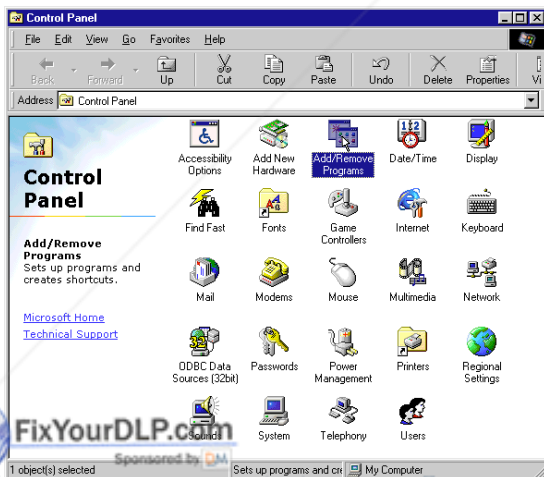 Control Panel
File Edit View Go Favorites Help
Back Forward Up Cut Copy Paste Undo Delete Properties Vi
Address Control Panel
Control
Panel
Add/Remove
Programs
Sets up programs and
creates shortcuts.
Microsoft Home
Technical Support
Accessibility
Options
Add New
Hardware
Add/Remove
Programs
Date/Time
Display
Find Fast
Fonts
Game
Controllers
Internet
Keyboard
Mail
Modems
Mouse
Multimedia
Network
ODBC Data
Sources (32bit)
Passwords
Power
Management
Printers
Regional
Settings
Sounds
System
Telephony
Users
FixYourDLP.com
Sponsored by DM
1 object(s) selected
Sets up programs and cre
My Computer